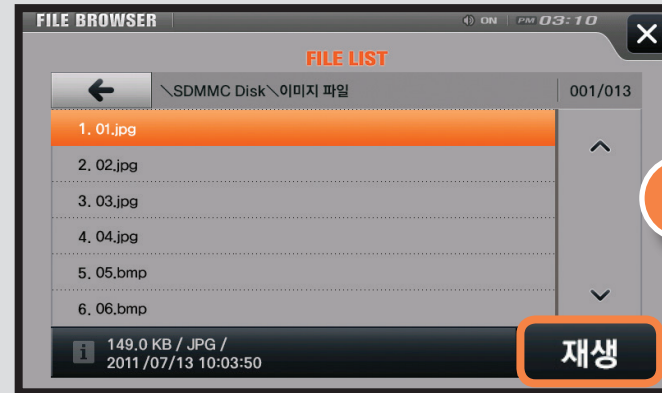 FILE BROWSER ON PM 03:10
FILE LIST
\SDMMC Disk\이미지 파일 001/013
1. 01.jpg
2. 02.jpg
3. 03.jpg
4. 04.jpg
5. 05.bmp
6. 06.bmp
149.0 KB / JPG /
2011/07/13 10:03:50
재생